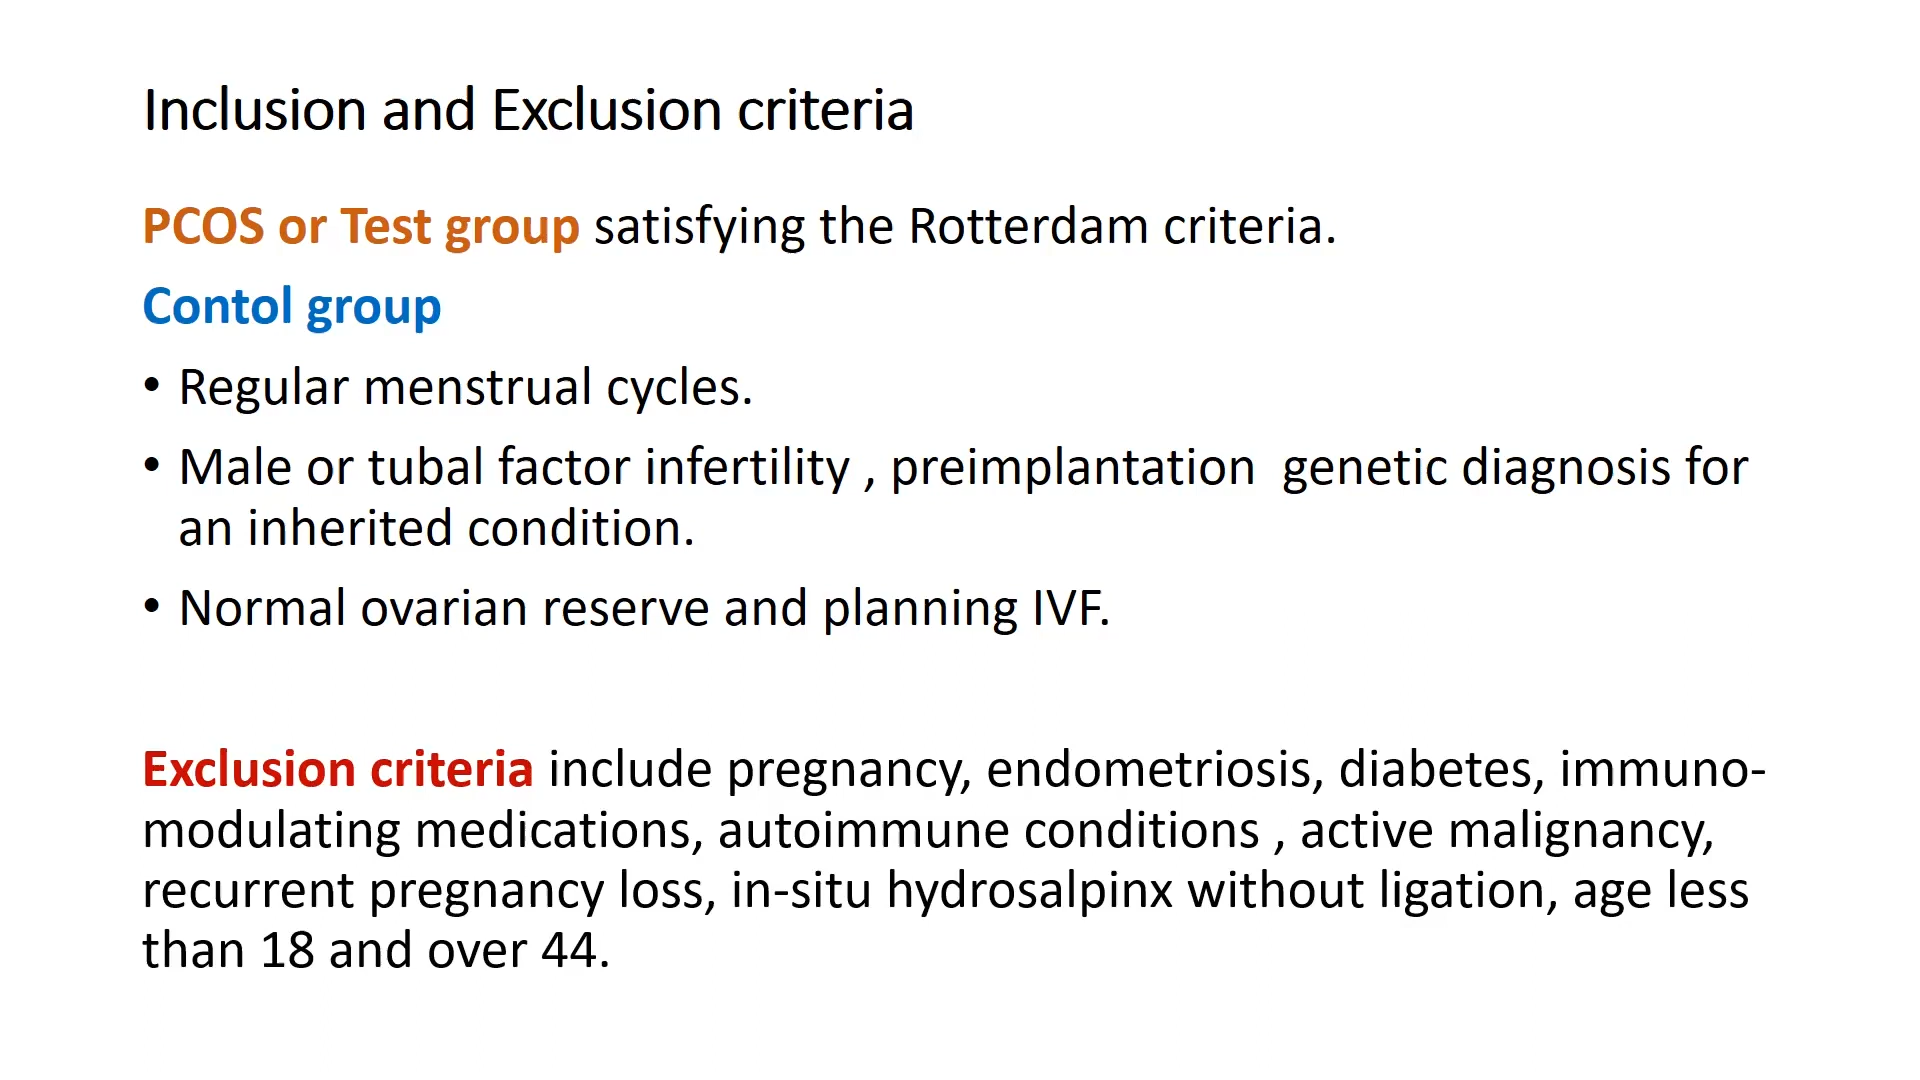 Inclusion and Exclusion criteria
PCOS or Test group satisfying the Rotterdam criteria.
Contol group
• Regular menstrual cycles.
• Male or tubal factor infertility , preimplantation  genetic diagnosis for
an inherited condition.
• Normal ovarian reserve and planning IVF.
Exclusion criteria include pregnancy, endometriosis, diabetes, immuno-
modulating medications, autoimmune conditions , active malignancy,
recurrent pregnancy loss, in-situ hydrosalpinx without ligation, age less
than 18 and over 44.